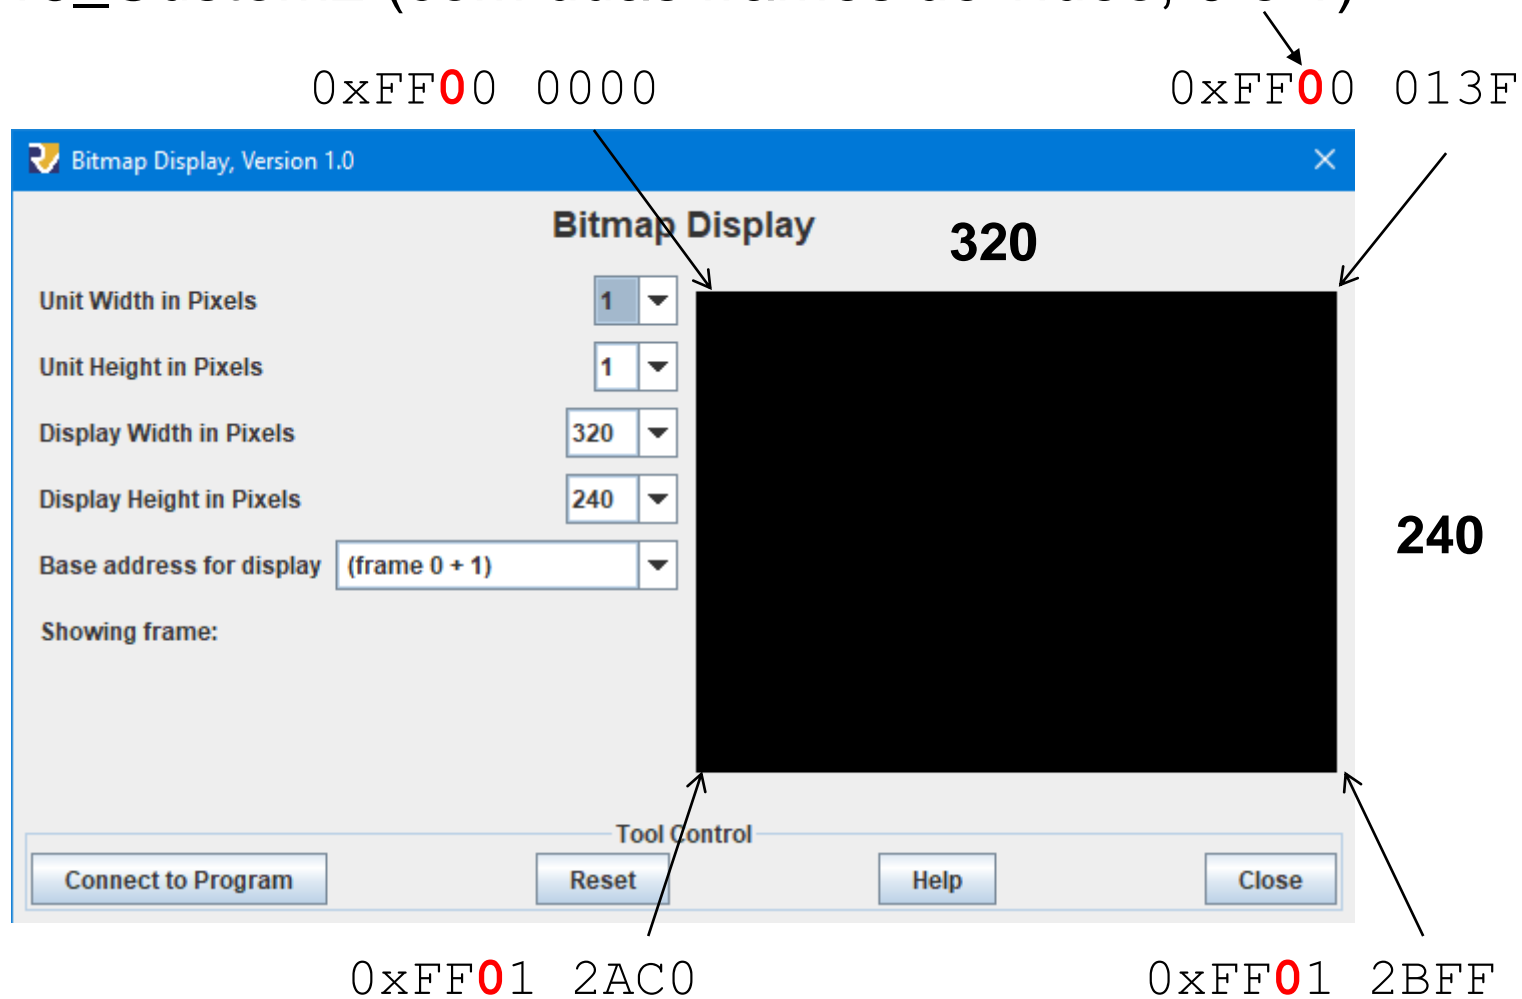 0xFF00 0000
0xFF00 013F
Bitmap Display, Version 1.0
Bitmap Display
320
Unit Width in Pixels 1
Unit Height in Pixels 1
Display Width in Pixels 320
Display Height in Pixels 240
240
Base address for display (frame 0 + 1)
Showing frame:
Tool Control
Connect to Program Reset Help Close
0xFF01 2AC0
0xFF01 2BFF